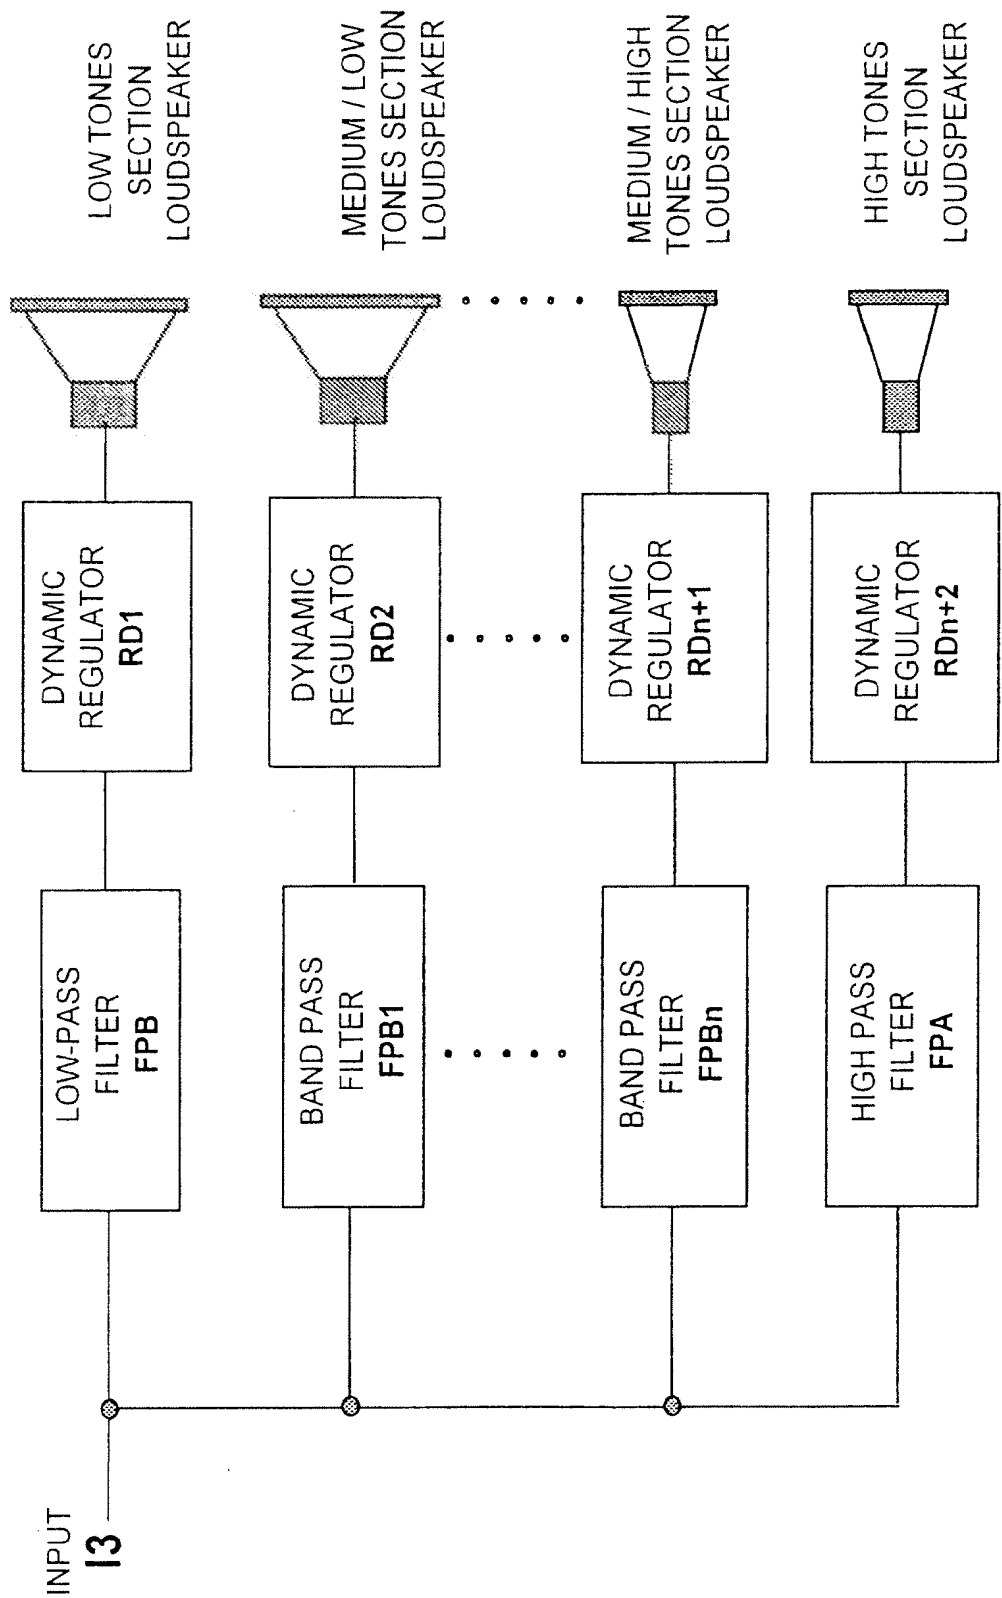 INPUT
I3
LOW-PASS
FILTER
FPB
DYNAMIC
REGULATOR
RD1
LOW TONES
SECTION
LOUDSPEAKER
BAND PASS
FILTER
FPB1
DYNAMIC
REGULATOR
RD2
MEDIUM / LOW
TONES SECTION
LOUDSPEAKER
BAND PASS
FILTER
FPBn
DYNAMIC
REGULATOR
RDn+1
MEDIUM / HIGH
TONES SECTION
LOUDSPEAKER
HIGH PASS
FILTER
FPA
DYNAMIC
REGULATOR
RDn+2
HIGH TONES
SECTION
LOUDSPEAKER